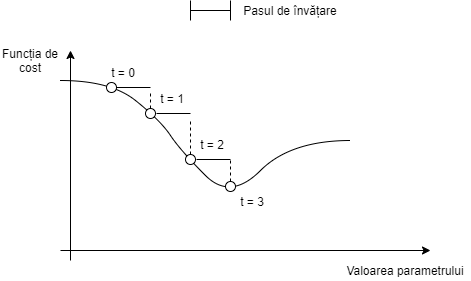 Pasul de învățare
Funcția de
cost
t = 0
t = 1
t = 2
t = 3
Valoarea parametrului